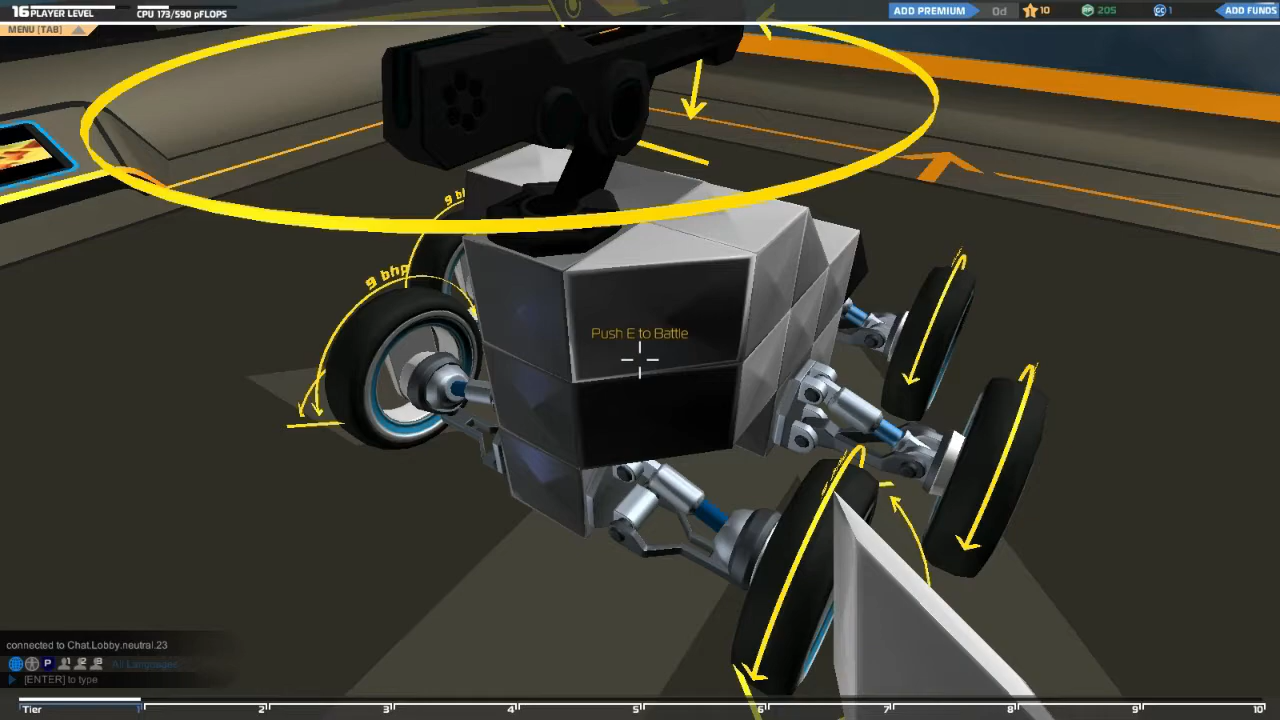 16 PLAYER LEVEL
CPU 173/590 pFLOPS
ADD PREMIUM
0d
10
205
GC 1
ADD FUNDS
MENU [TAB]
9 bhp
Push E to Battle
connected to Chat.Lobby.neutral.23
P All Languages
[ENTER] to type
Tier 1 2 3 4 5 6 7 8 9 10